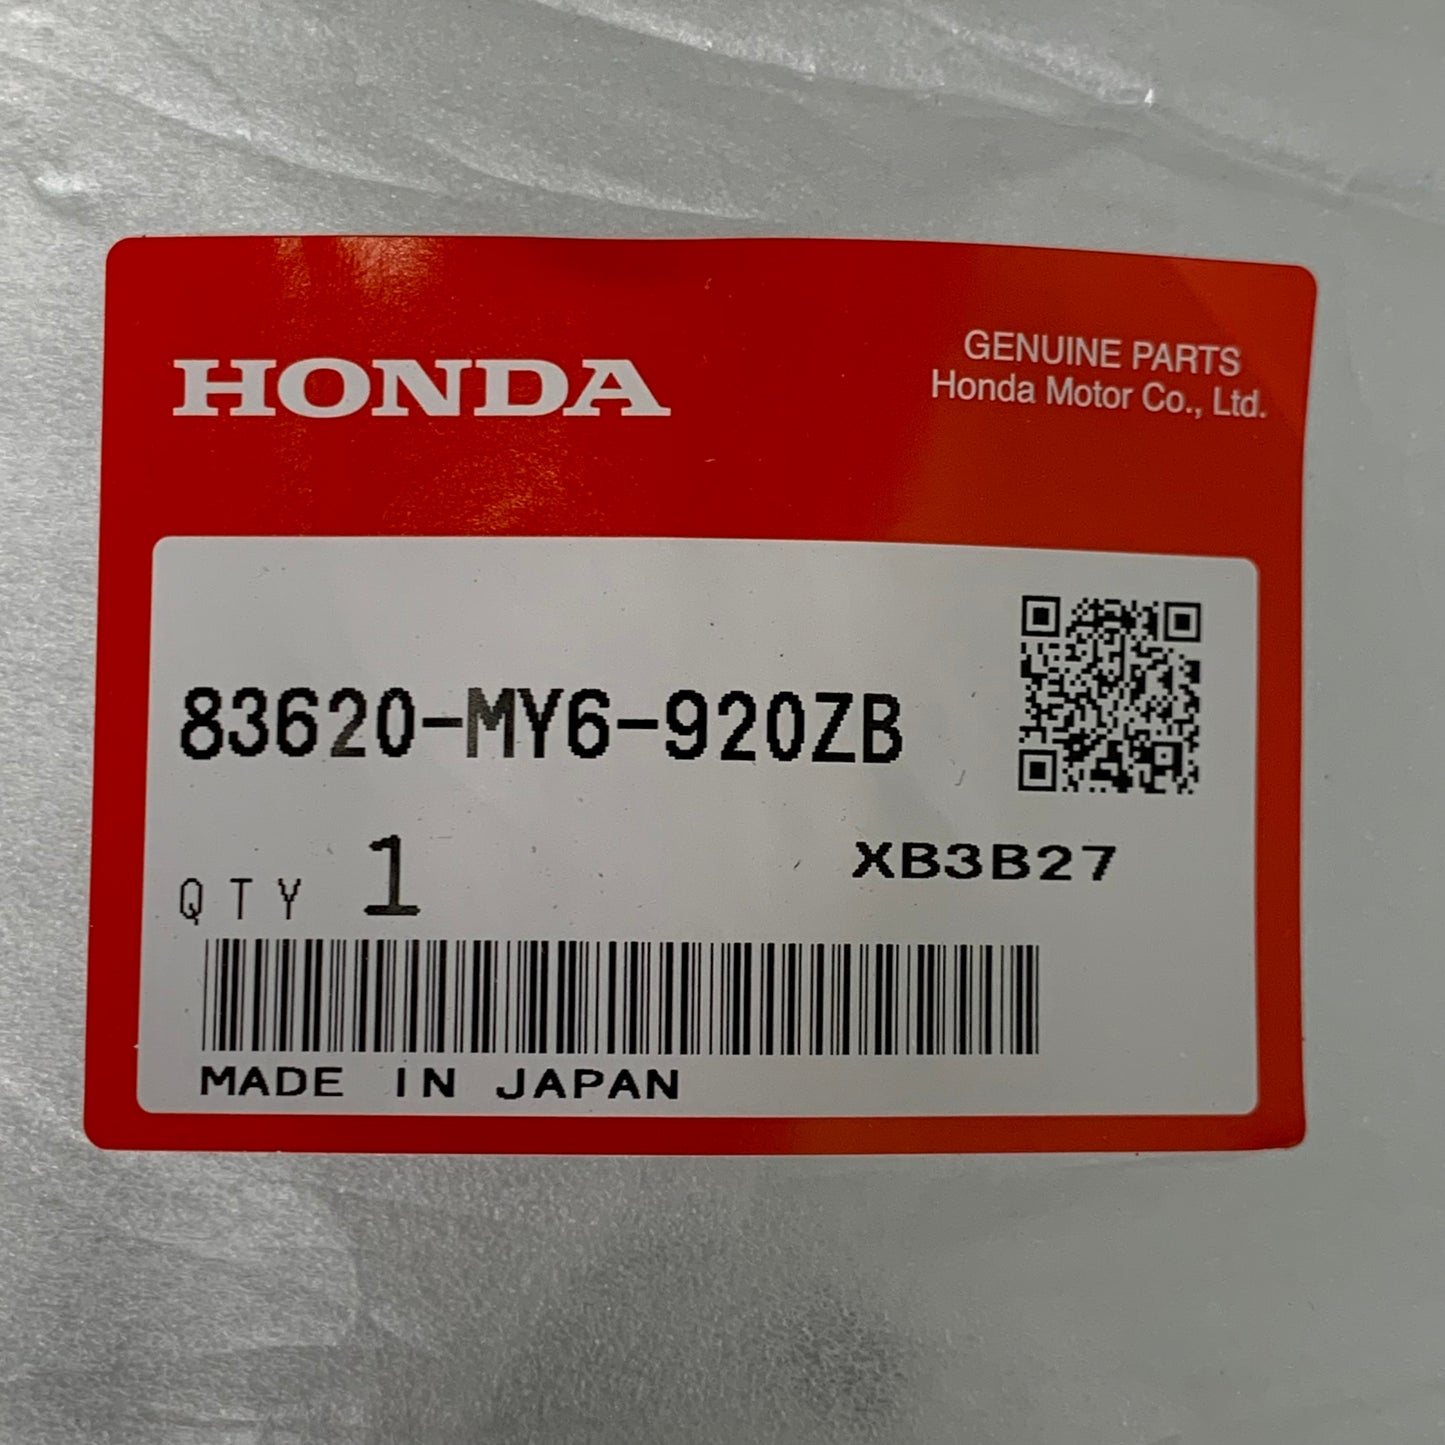 HONDA
GENUINE PARTS
Honda Motor Co., Ltd.
83620-MY6-920ZB
QTY 1
XB3B27
MADE IN JAPAN